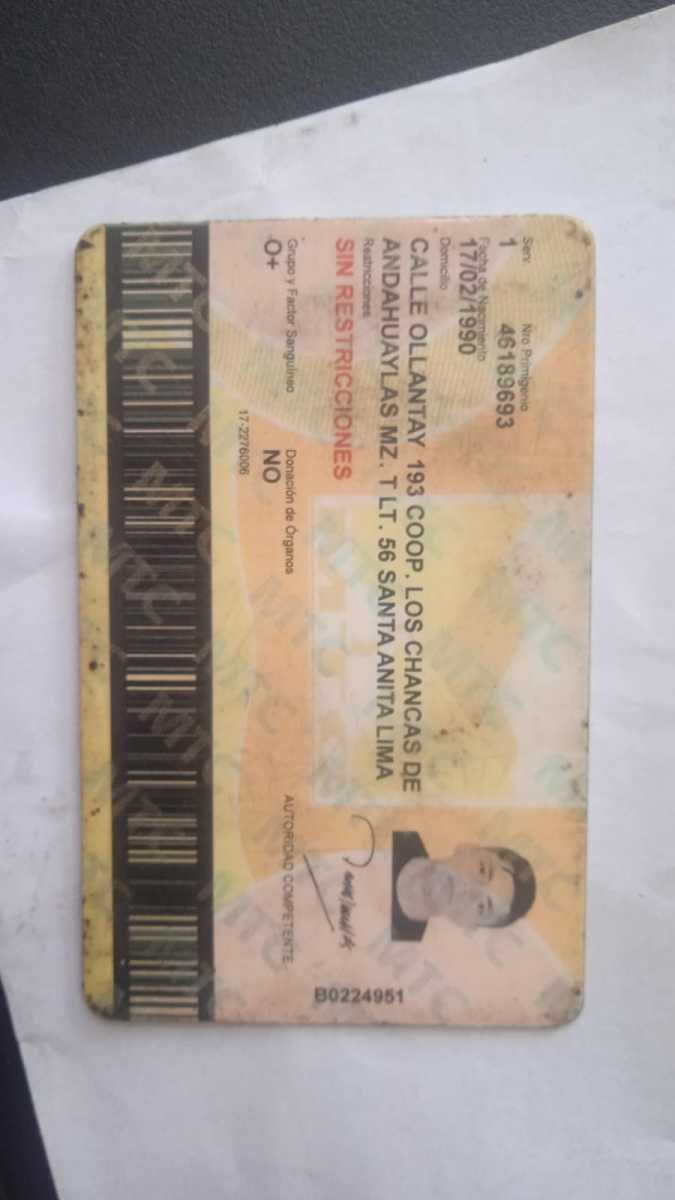 Serv.
Nro Primigenio
1
46189693
Fecha de Nacimiento
17/02/1990
Domicilio
CALLE OLLANTAY 193 COOP. LOS CHANCAS DE
ANDAHUAYLAS MZ. T LT. 56 SANTA ANITA LIMA
Restricciones
SIN RESTRICCIONES
Grupo y Factor Sanguíneo
Donación de Órganos
O+
NO
17-2276006
AUTORIDAD COMPETENTE
B0224951
MTC